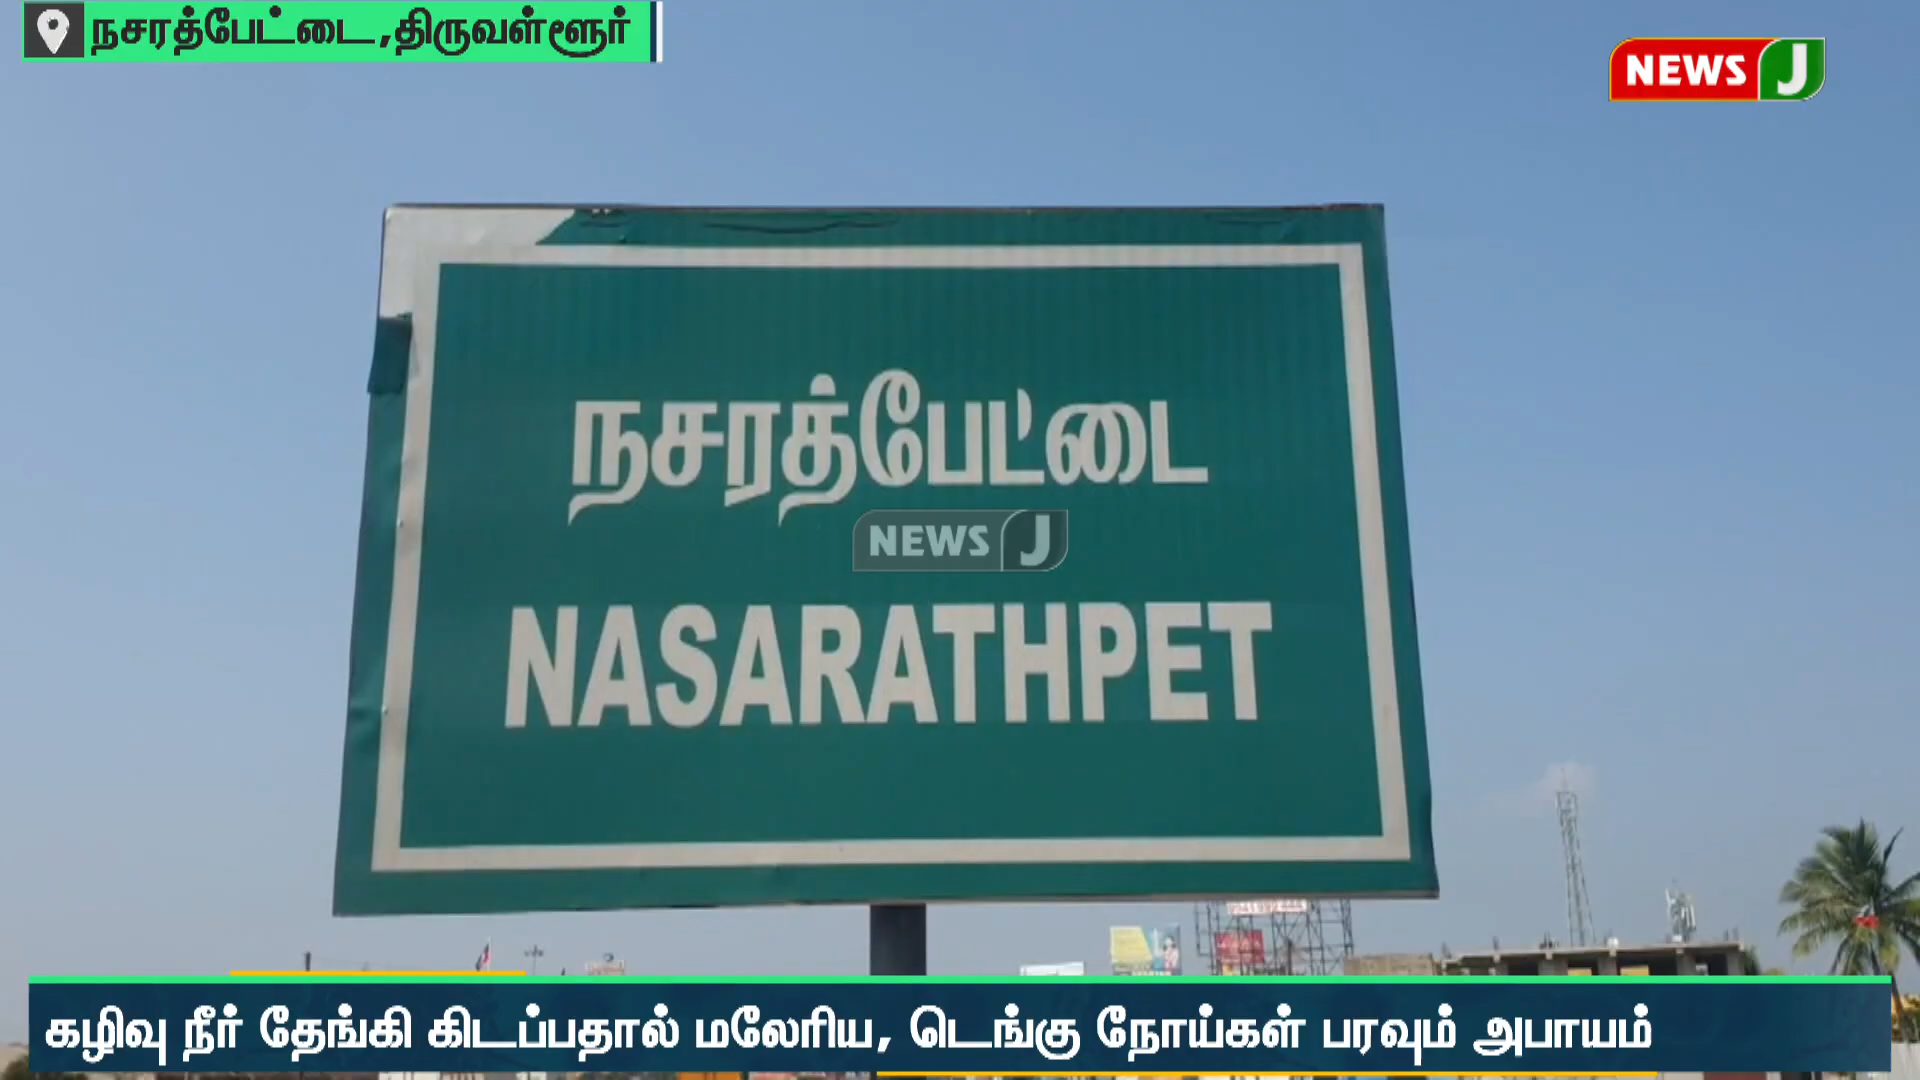 நசரத்பேட்டை,திருவள்ளூர்
NEWS J
நசரத்பேட்டை
NEWS J
NASARATHPET
கழிவு நீர் தேங்கி கிடப்பதால் மலேரிய, டெங்கு நோய்கள் பரவும் அபாயம்